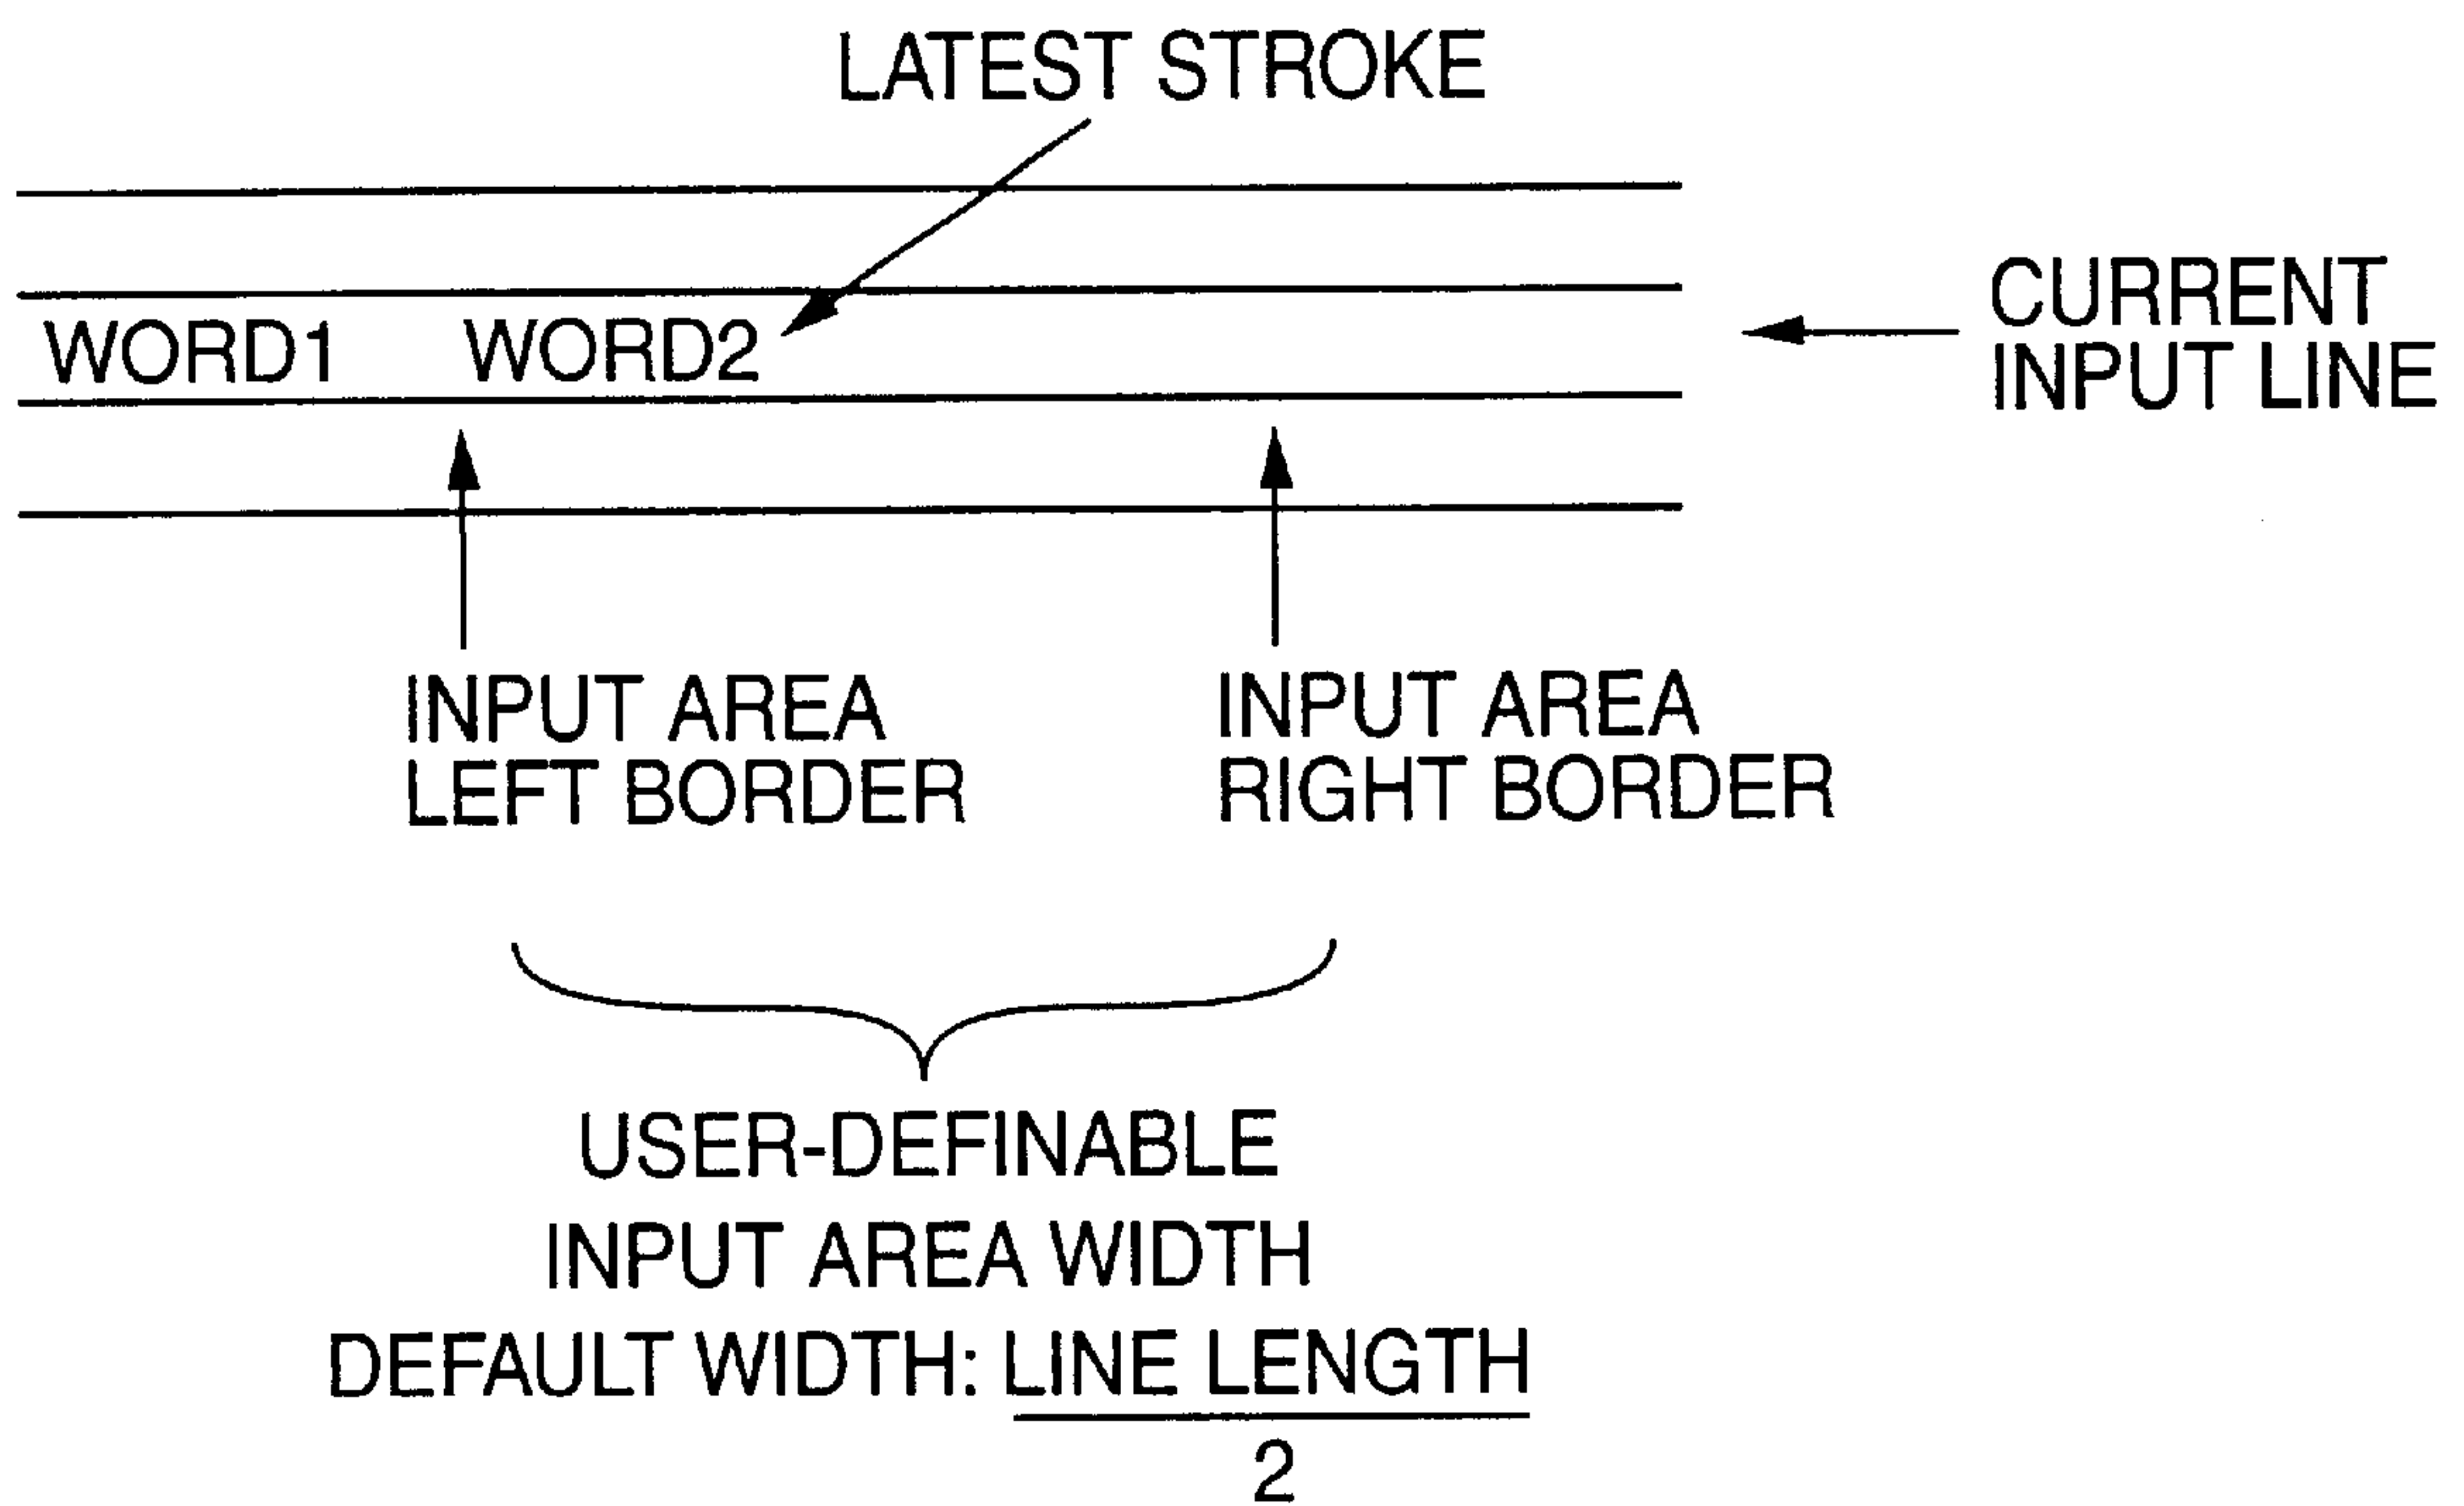 LATEST STROKE
WORD1 WORD2
CURRENT
INPUT LINE
INPUT AREA
LEFT BORDER
INPUT AREA
RIGHT BORDER
USER-DEFINABLE
INPUT AREA WIDTH
DEFAULT WIDTH: LINE LENGTH
2